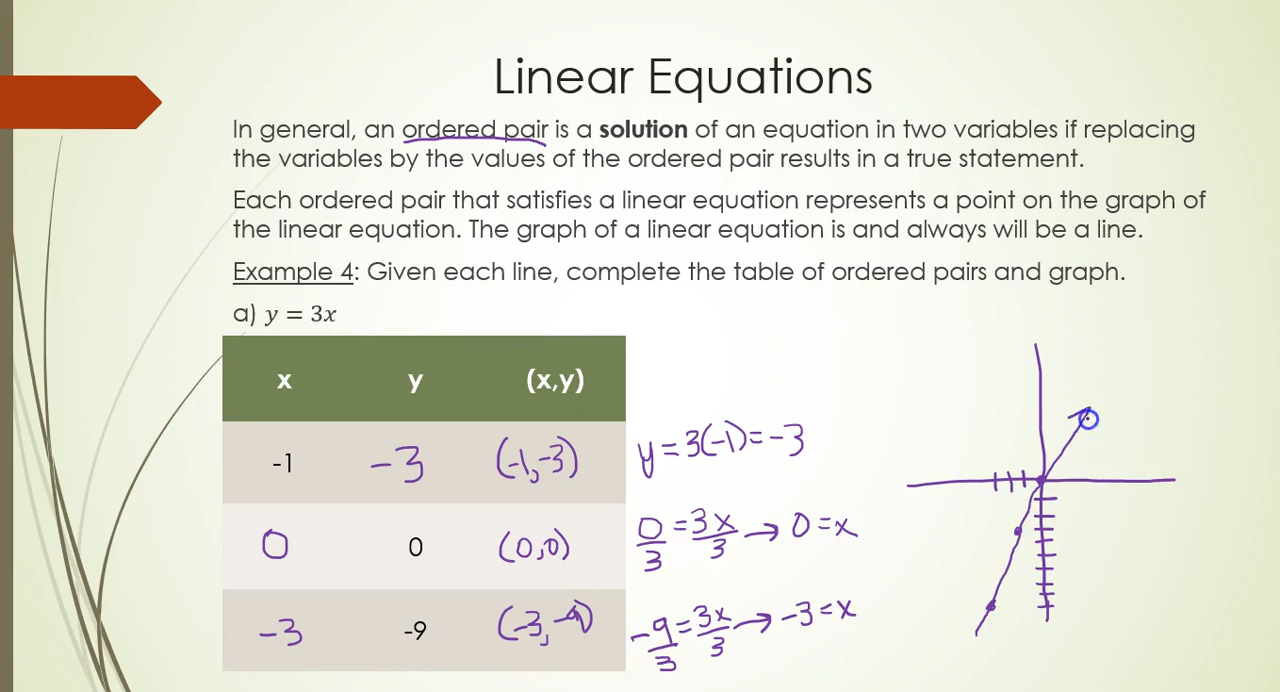 Linear Equations
In general, an ordered pair is a solution of an equation in two variables if replacing
the variables by the values of the ordered pair results in a true statement.
Each ordered pair that satisfies a linear equation represents a point on the graph of
the linear equation. The graph of a linear equation is and always will be a line.
Example 4: Given each line, complete the table of ordered pairs and graph.
a) y = 3x
x y (x,y)
-1 -3 (-1,-3) y = 3(-1) = -3
0 0 (0,0) 0/3 = 3x/3 → 0 = x
-3 -9 (-3,-9) -9/3 = 3x/3 → -3 = x